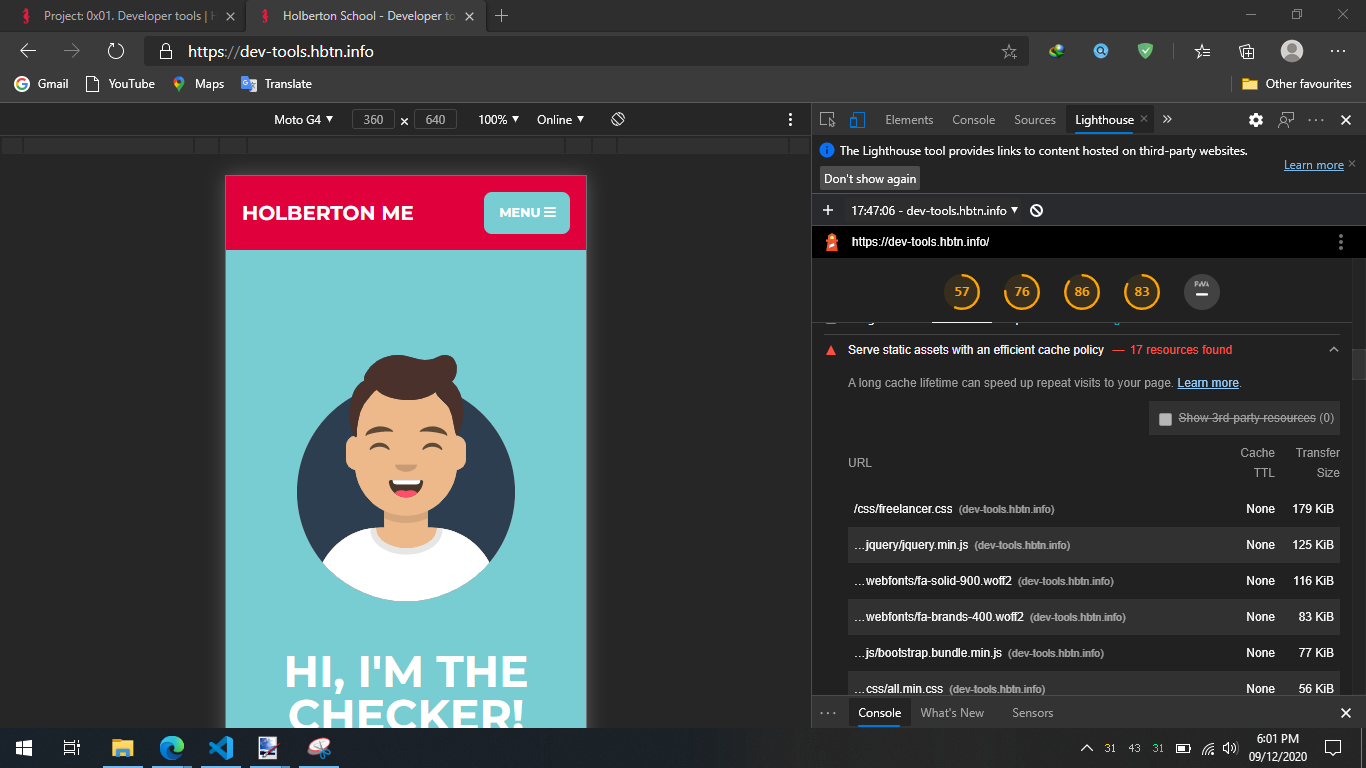 Project: 0x01. Developer tools | H
Holberton School - Developer to
https://dev-tools.hbtn.info
Gmail
YouTube
Maps
Translate
Other favourites
Moto G4
360
×
640
100%
Online
Elements
Console
Sources
Lighthouse
The Lighthouse tool provides links to content hosted on third-party websites.
Learn more
Don't show again
17:47:06 - dev-tools.hbtn.info
https://dev-tools.hbtn.info/
57
76
86
83
PWA
HOLBERTON ME
MENU
Serve static assets with an efficient cache policy — 17 resources found
A long cache lifetime can speed up repeat visits to your page. Learn more.
Show 3rd-party resources (0)
URL
Cache TTL
Transfer Size
/css/freelancer.css (dev-tools.hbtn.info) None 179 KiB
…jquery/jquery.min.js (dev-tools.hbtn.info) None 125 KiB
…webfonts/fa-solid-900.woff2 (dev-tools.hbtn.info) None 116 KiB
…webfonts/fa-brands-400.woff2 (dev-tools.hbtn.info) None 83 KiB
…js/bootstrap.bundle.min.js (dev-tools.hbtn.info) None 77 KiB
…css/all.min.css (dev-tools.hbtn.info) None 56 KiB
HI, I'M THE
CHECKER!
Console
What's New
Sensors
31
43
31
6:01 PM
09/12/2020